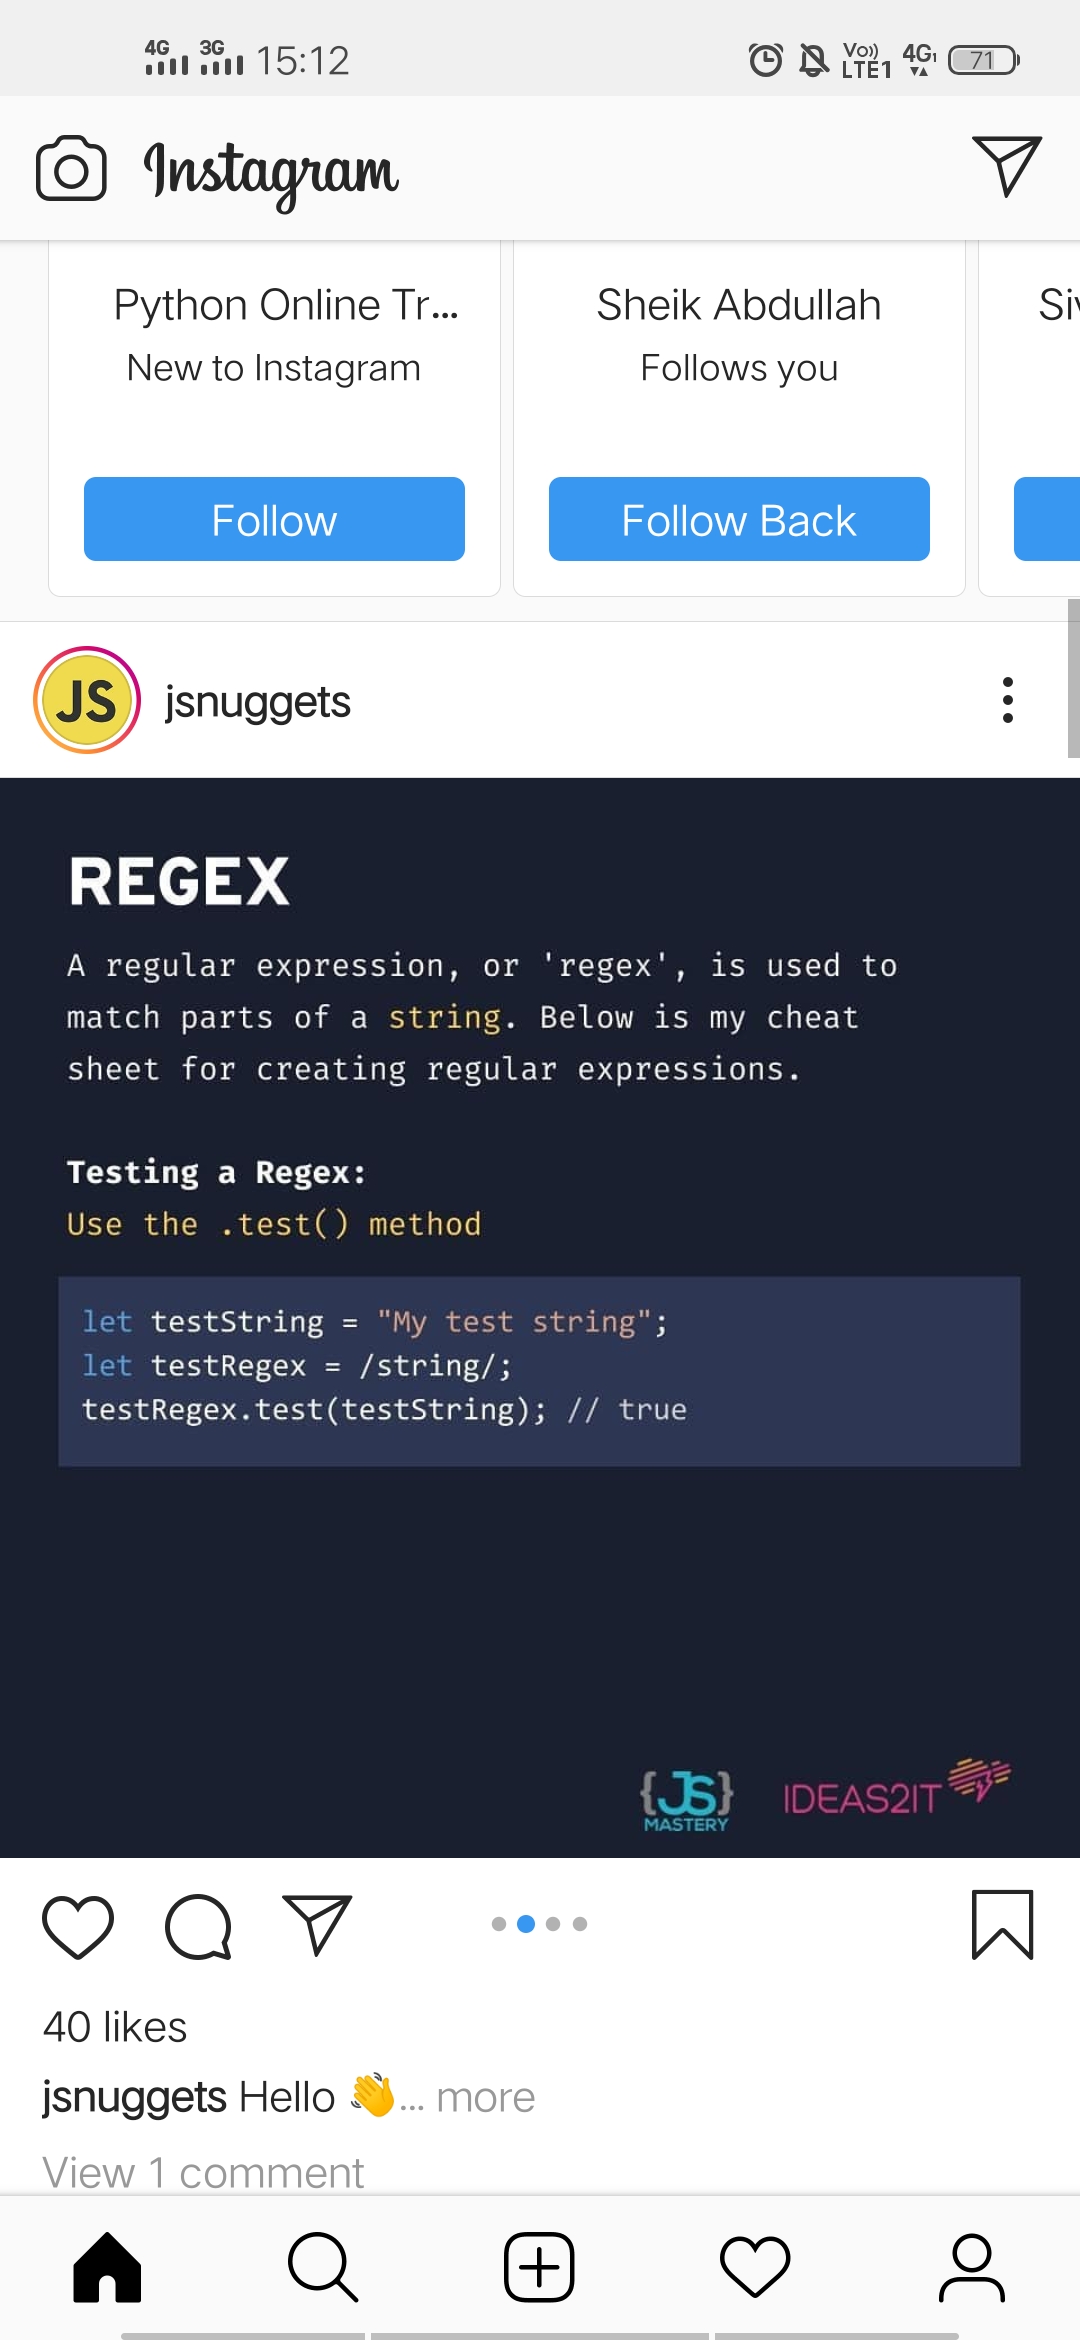 4G 3G 15:12 Vo)) LTE1 4G1 71
Instagram
Python Online Tr... Sheik Abdullah
New to Instagram Follows you
Follow Follow Back
JS jsnuggets
REGEX
A regular expression, or 'regex', is used to
match parts of a string. Below is my cheat
sheet for creating regular expressions.
Testing a Regex:
Use the .test() method
let testString = "My test string";
let testRegex = /string/;
testRegex.test(testString); // true
{JS} IDEAS2IT
MASTERY
40 likes
jsnuggets Hello 👋... more
View 1 comment